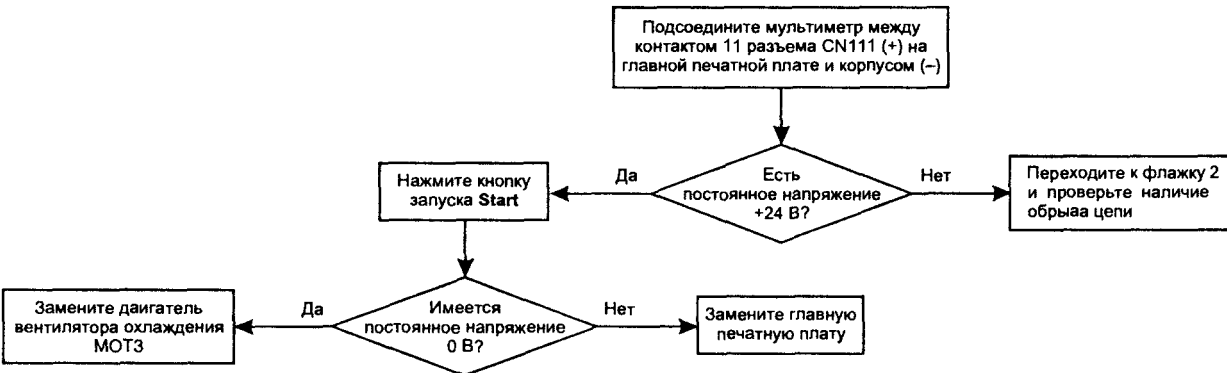 Подсоедините мультиметр между
контактом 11 разъема CN111 (+) на
главной печатной плате и корпусом (–)
Есть
постоянное напряжение
+24 В?
Да
Нет
Нажмите кнопку
запуска Start
Переходите к флажку 2
и проверьте наличие
обрыаа цепи
Имеется
постоянное напряжение
0 В?
Да
Нет
Замените даигатель
вентилятора охлаждения
МОТ3
Замените главную
печатную плату